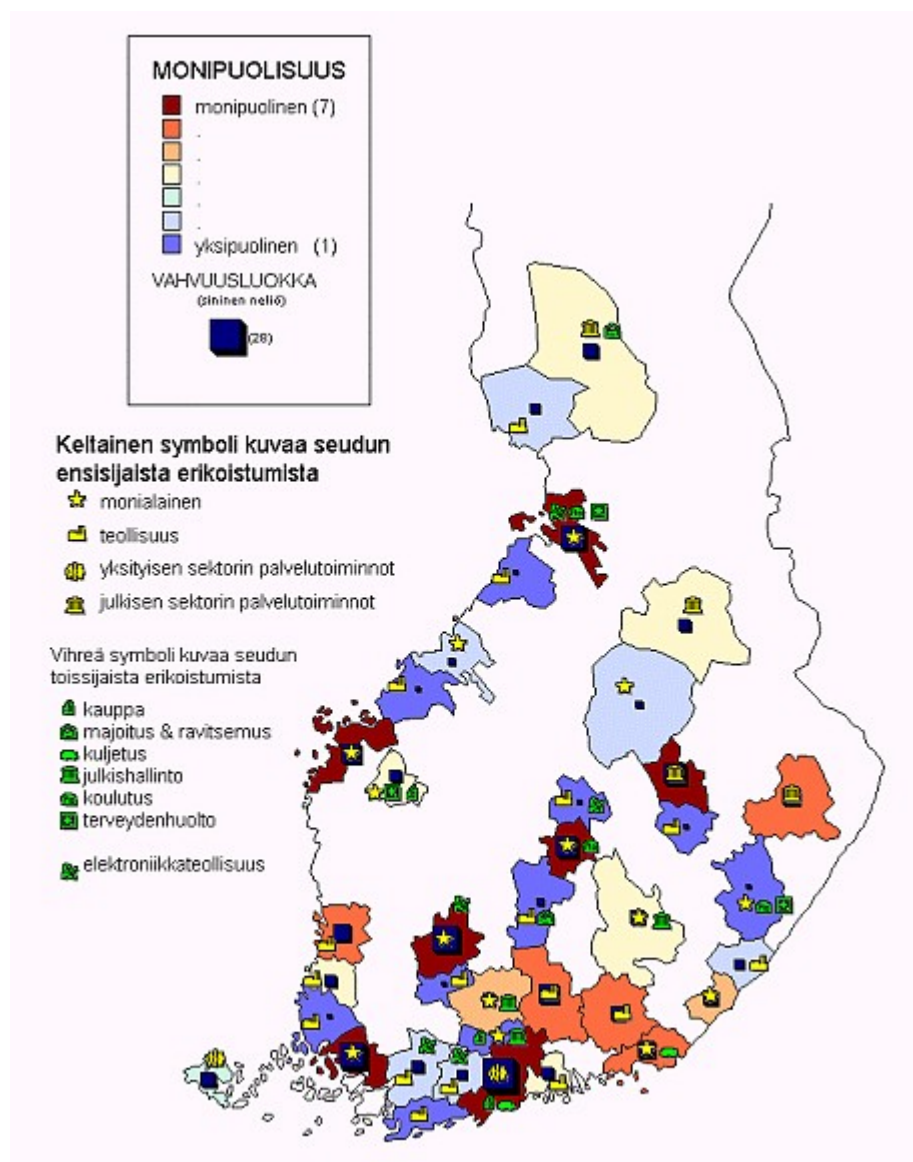 MONIPUOLISUUS
monipuolinen (7)
.
.
.
.
.
yksipuolinen (1)
VAHVUUSLUOKKA
(sininen neliö)
(28)
Keltainen symboli kuvaa seudun
ensisijaista erikoistumista
monialainen
teollisuus
yksityisen sektorin palvelutoiminnot
julkisen sektorin palvelutoiminnot
Vihreä symboli kuvaa seudun
toissijaista erikoistumista
kauppa
majoitus & ravitsemus
kuljetus
julkishallinto
koulutus
terveydenhuolto
elektroniikkateollisuus